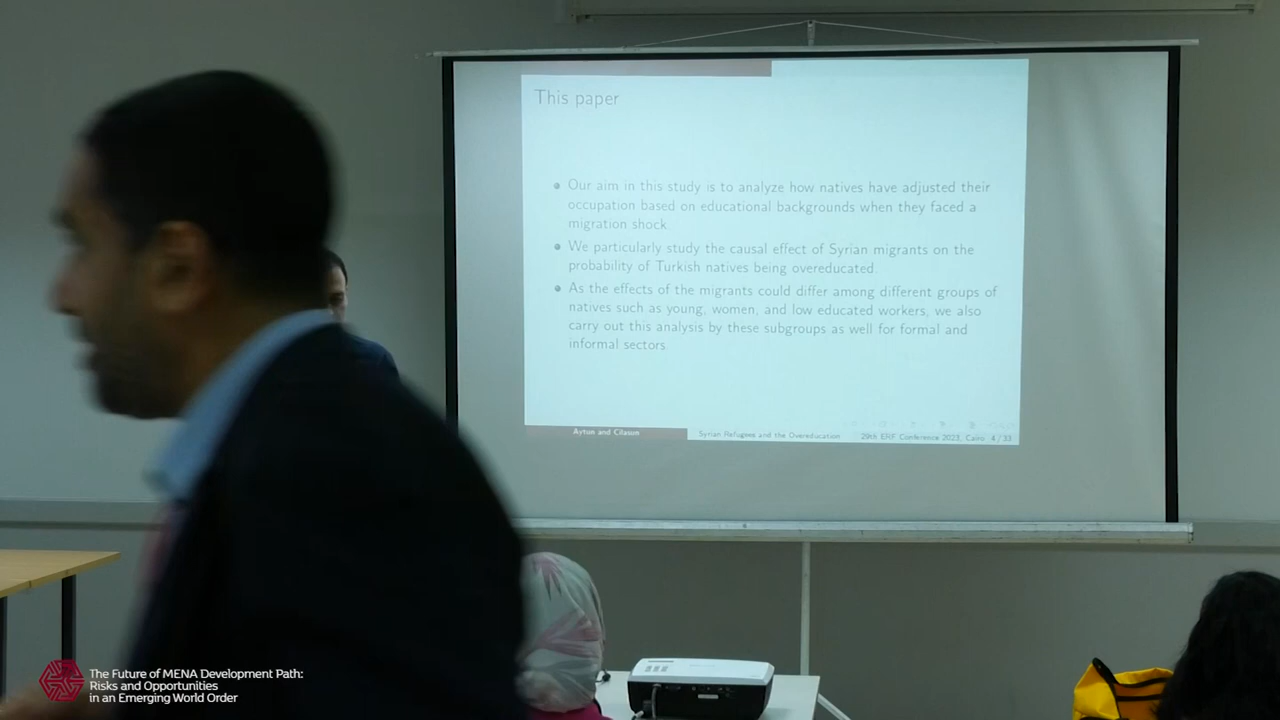 This paper
Our aim in this study is to analyze how natives have adjusted their
occupation based on educational backgrounds when they faced a
migration shock.
We particularly study the causal effect of Syrian migrants on the
probability of Turkish natives being overeducated.
As the effects of the migrants could differ among different groups of
natives such as young, women, and low educated workers, we also
carry out this analysis by these subgroups as well for formal and
informal sectors
Aytun and Cilasun
Syrian Refugees and the Overeducation
29th ERF Conference 2023, Cairo 4 / 33
The Future of MENA Development Path:
Risks and Opportunities
in an Emerging World Order